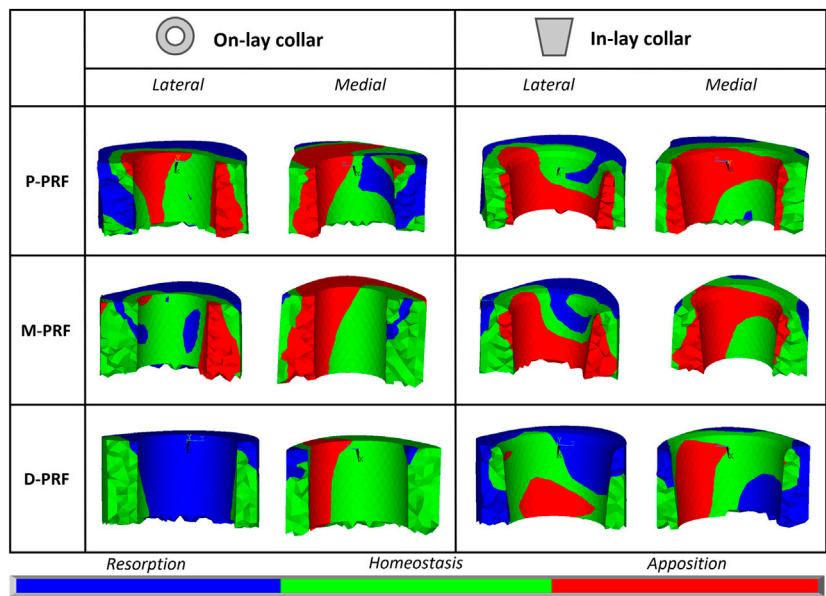 On-lay collar
In-lay collar
Lateral
Medial
Lateral
Medial
P-PRF
M-PRF
D-PRF
Resorption
Homeostasis
Apposition